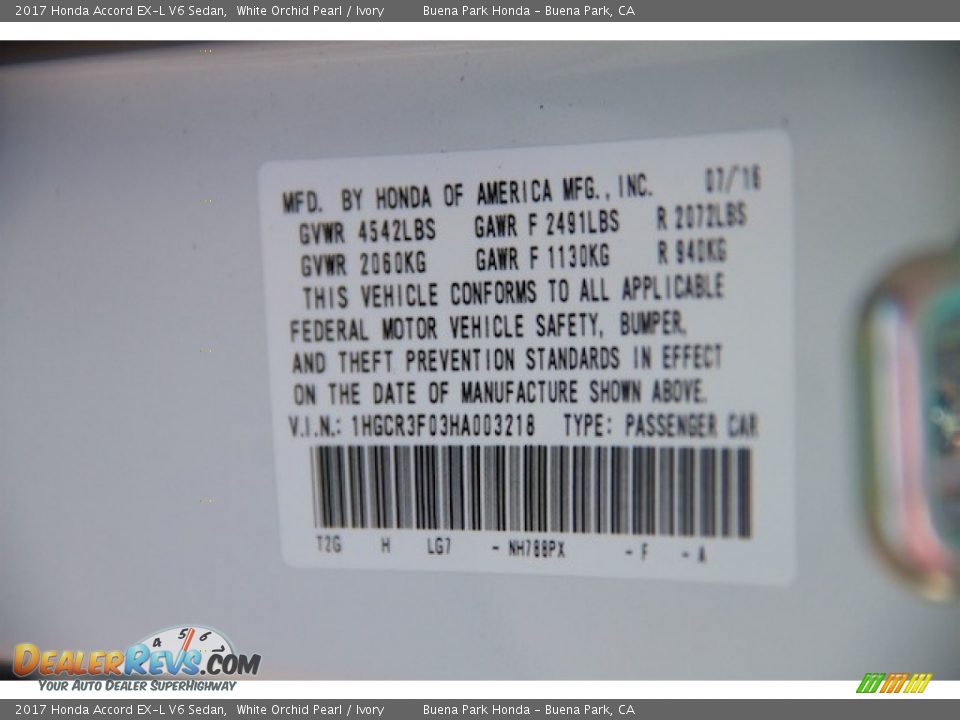 2017 Honda Accord EX-L V6 Sedan, White Orchid Pearl / Ivory Buena Park Honda - Buena Park, CA
MFD. BY HONDA OF AMERICA MFG., INC. 07/16
GVWR 4542LBS GAWR F 2491LBS R 2072LBS
GVWR 2060KG GAWR F 1130KG R 940KG
THIS VEHICLE CONFORMS TO ALL APPLICABLE
FEDERAL MOTOR VEHICLE SAFETY, BUMPER,
AND THEFT PREVENTION STANDARDS IN EFFECT
ON THE DATE OF MANUFACTURE SHOWN ABOVE.
V.I.N.: 1HGCR3F03HA003218 TYPE: PASSENGER CAR
T2G H LG7 - NH788PX - F - A
4 5 6
DEALERREVS.COM
YOUR AUTO DEALER SUPERHIGHWAY
2017 Honda Accord EX-L V6 Sedan, White Orchid Pearl / Ivory Buena Park Honda - Buena Park, CA